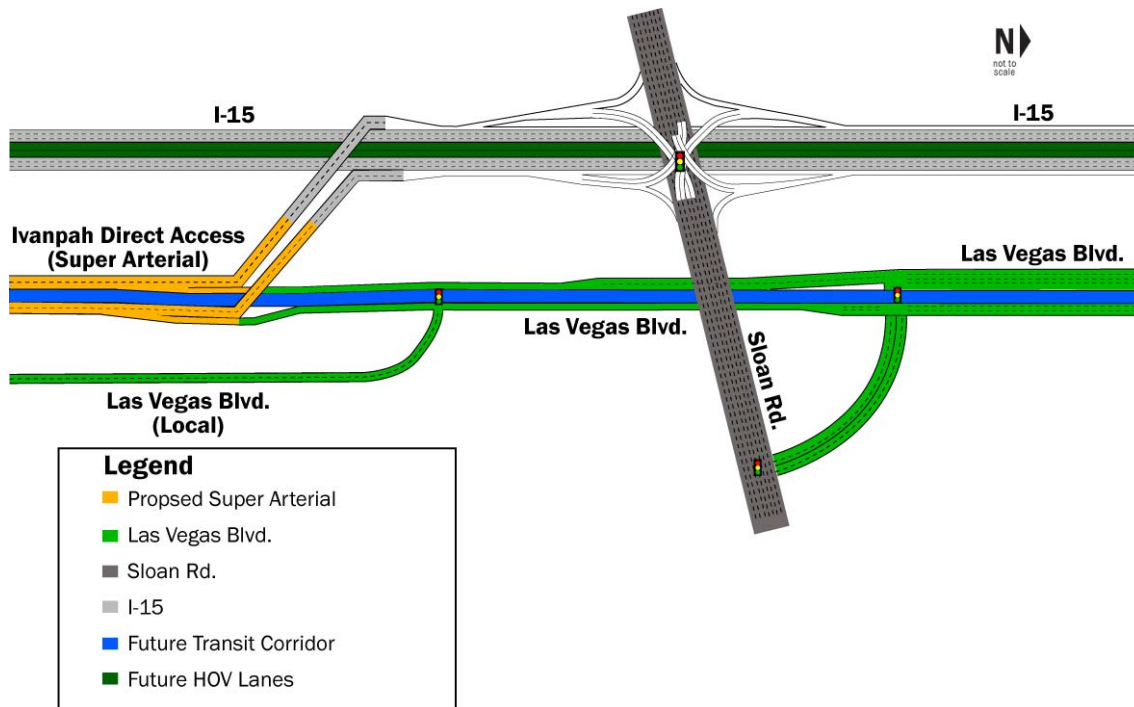 N
not to
scale
I-15
I-15
Ivanpah Direct Access
(Super Arterial)
Las Vegas Blvd.
Las Vegas Blvd.
Sloan Rd.
Las Vegas Blvd.
(Local)
Legend
Propsed Super Arterial
Las Vegas Blvd.
Sloan Rd.
I-15
Future Transit Corridor
Future HOV Lanes